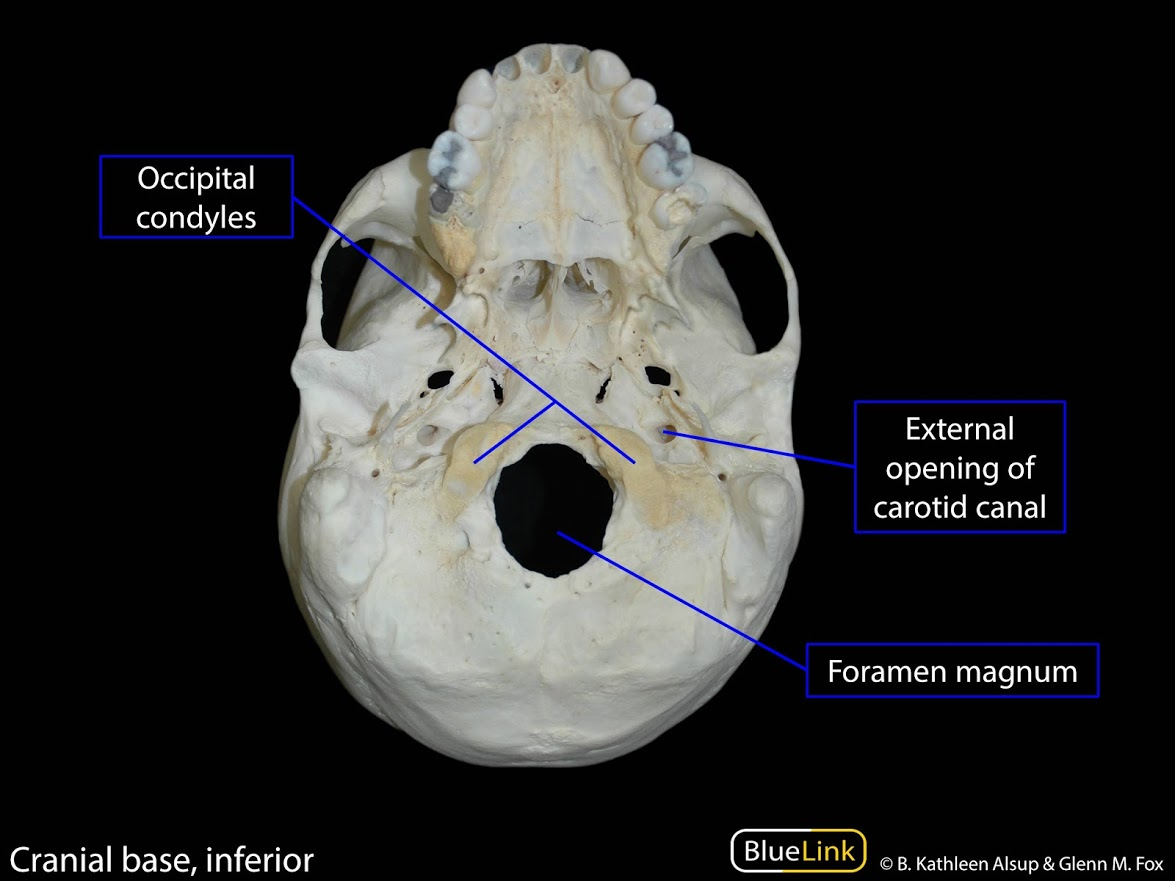 Occipital
condyles
External
opening of
carotid canal
Foramen magnum
Cranial base, inferior
BlueLink
© B. Kathleen Alsup & Glenn M. Fox